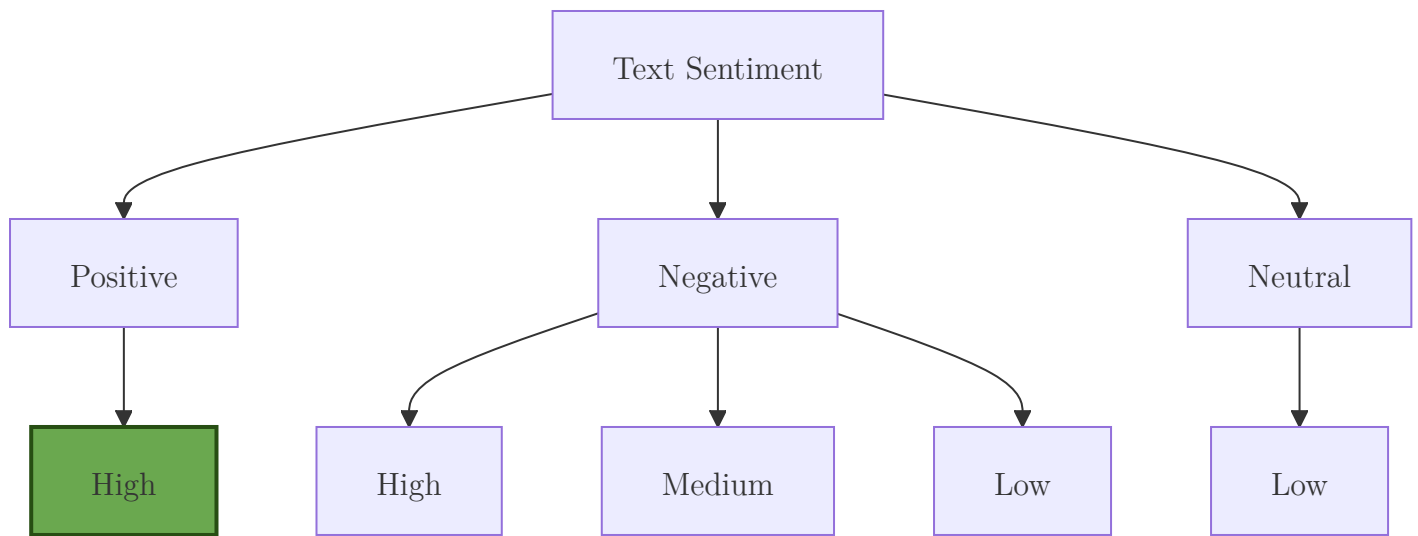 Text Sentiment
Positive
Negative
Neutral
High
High
Medium
Low
Low